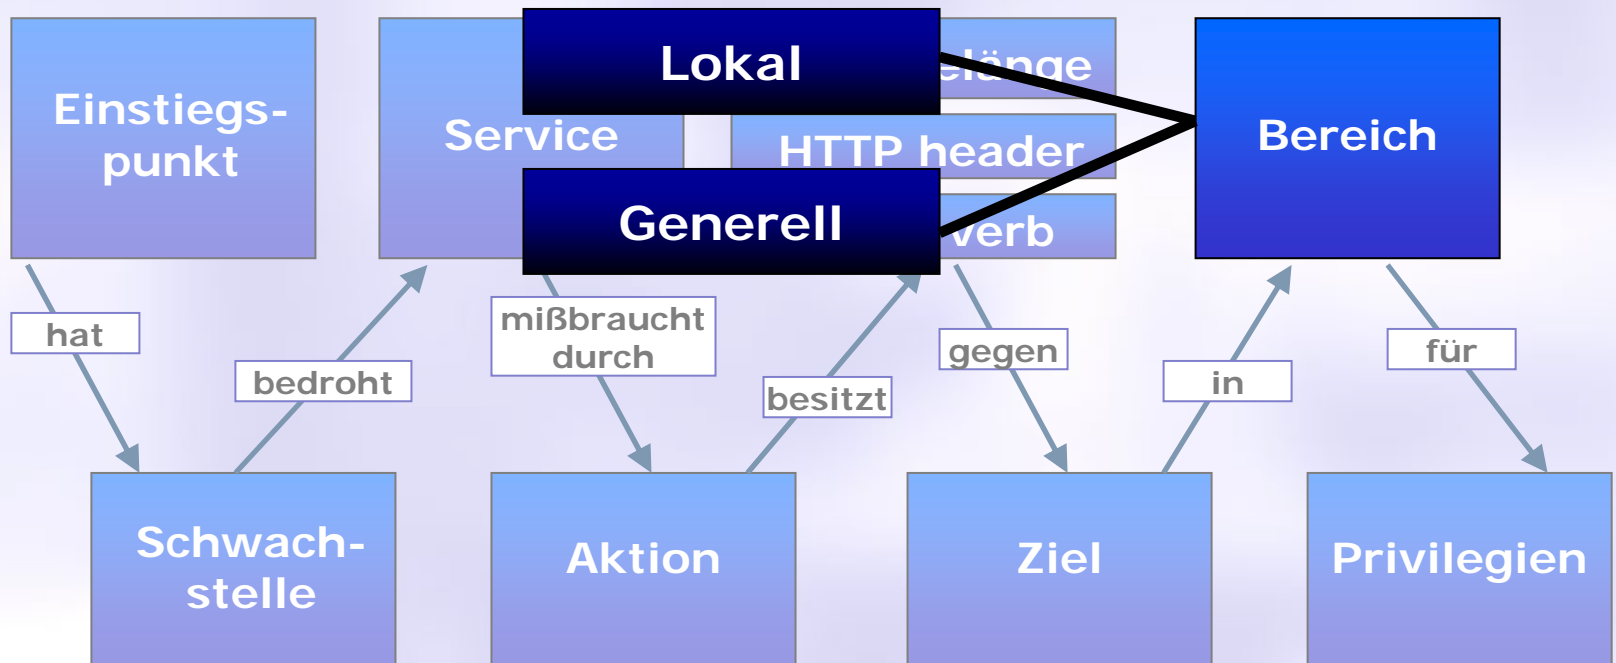 Lokal
Einstiegs-
punkt
Service
HTTP header
Generell
verb
Bereich
hat
bedroht
mißbraucht
durch
besitzt
gegen
in
für
Schwach-
stelle
Aktion
Ziel
Privilegien